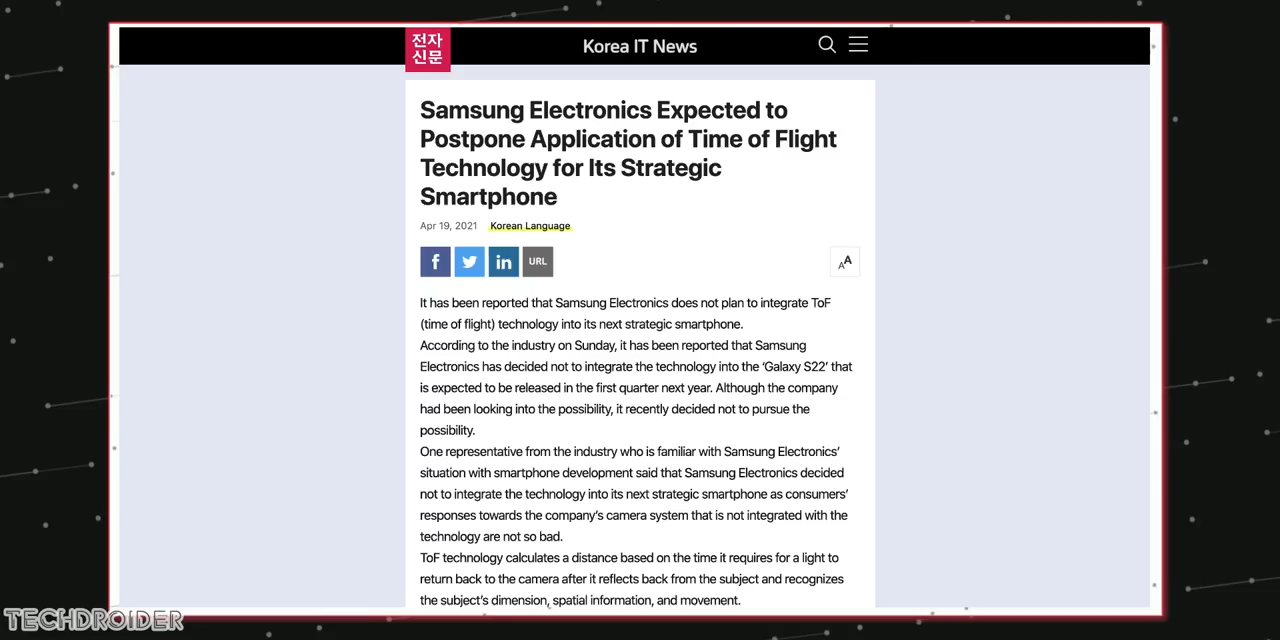 전자
신문
Korea IT News
Samsung Electronics Expected to
Postpone Application of Time of Flight
Technology for Its Strategic
Smartphone
Apr 19, 2021 Korean Language
f in URL
AA
It has been reported that Samsung Electronics does not plan to integrate ToF
(time of flight) technology into its next strategic smartphone.
According to the industry on Sunday, it has been reported that Samsung
Electronics has decided not to integrate the technology into the ‘Galaxy S22’ that
is expected to be released in the first quarter next year. Although the company
had been looking into the possibility, it recently decided not to pursue the
possibility.
One representative from the industry who is familiar with Samsung Electronics’
situation with smartphone development said that Samsung Electronics decided
not to integrate the technology into its next strategic smartphone as consumers’
responses towards the company’s camera system that is not integrated with the
technology are not so bad.
ToF technology calculates a distance based on the time it requires for a light to
return back to the camera after it reflects back from the subject and recognizes
the subject’s dimension, spatial information, and movement.
TECHDROIDER